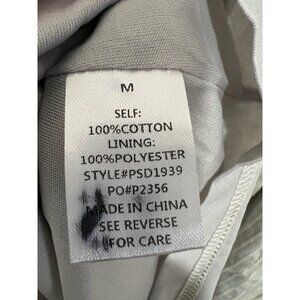 M
SELF:
100%COTTON
LINING:
100%POLYESTER
STYLE#PSD1939
PO#P2356
MADE IN CHINA
SEE REVERSE
FOR CARE